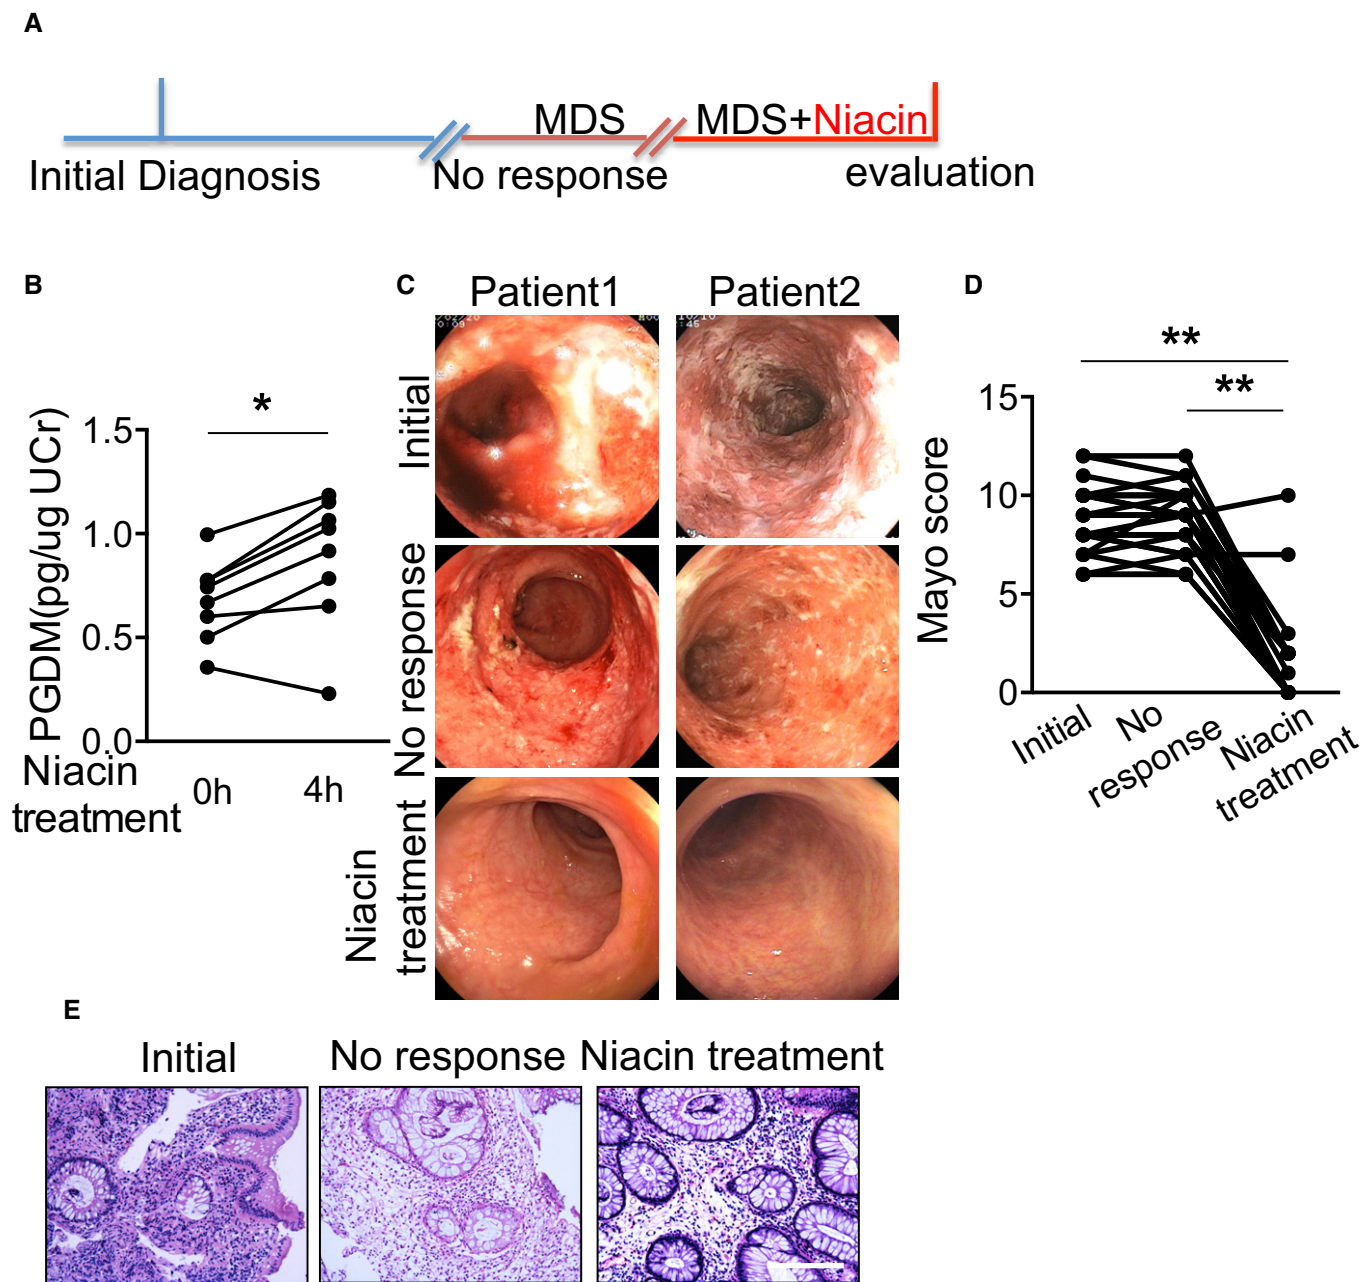 A
MDS
MDS+Niacin
Initial Diagnosis
No response
evaluation
B
PGDM(pg/ug UCr)
1.5
1.0
0.5
0.0
*
Niacin
treatment
0h
4h
C
Patient1
Patient2
Initial
No response
Niacin
treatment
:45
D
**
**
Mayo score
15
10
5
0
Initial
No
response
Niacin
treatment
E
Initial
No response
Niacin treatment